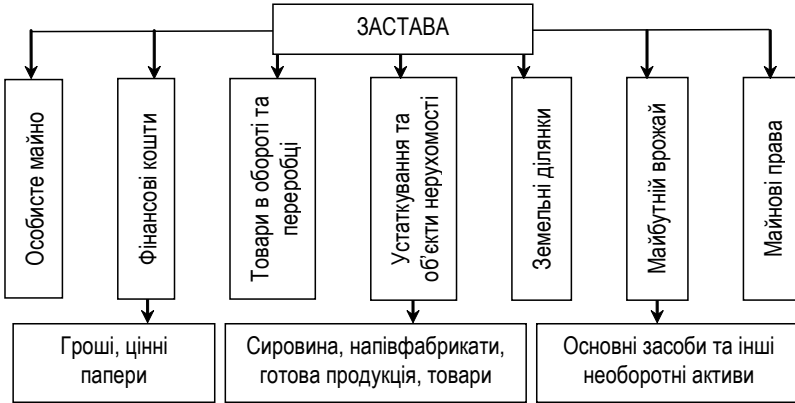 ЗАСТАВА
Особисте майно
Фінансові кошти
Товари в обороті та
переробці
Устаткування та
об’єкти нерухомості
Земельні ділянки
Майбутній врожай
Майнові права
Гроші, цінні
папери
Сировина, напівфабрикати,
готова продукція, товари
Основні засоби та інші
необоротні активи